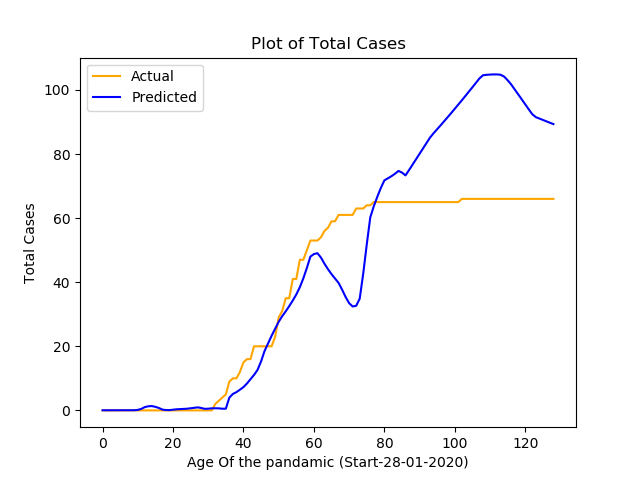 Plot of Total Cases
Actual
Predicted
100
80
60
40
20
0
Total Cases
0 20 40 60 80 100 120
Age Of the pandamic (Start-28-01-2020)